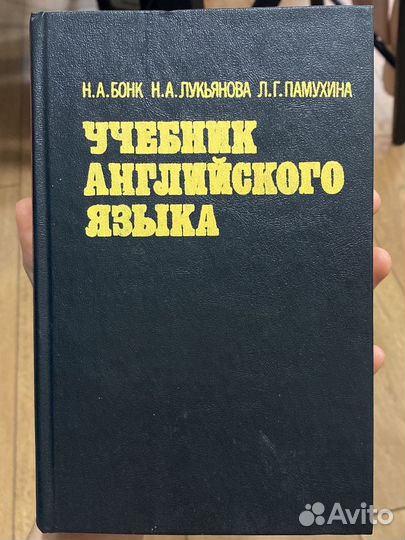 Н.А.БОНК Н.А.ЛУКЬЯНОВА Л.Г.ПАМУХИНА
УЧЕБНИК
АНГЛИЙСКОГО
ЯЗЫКА
Avito